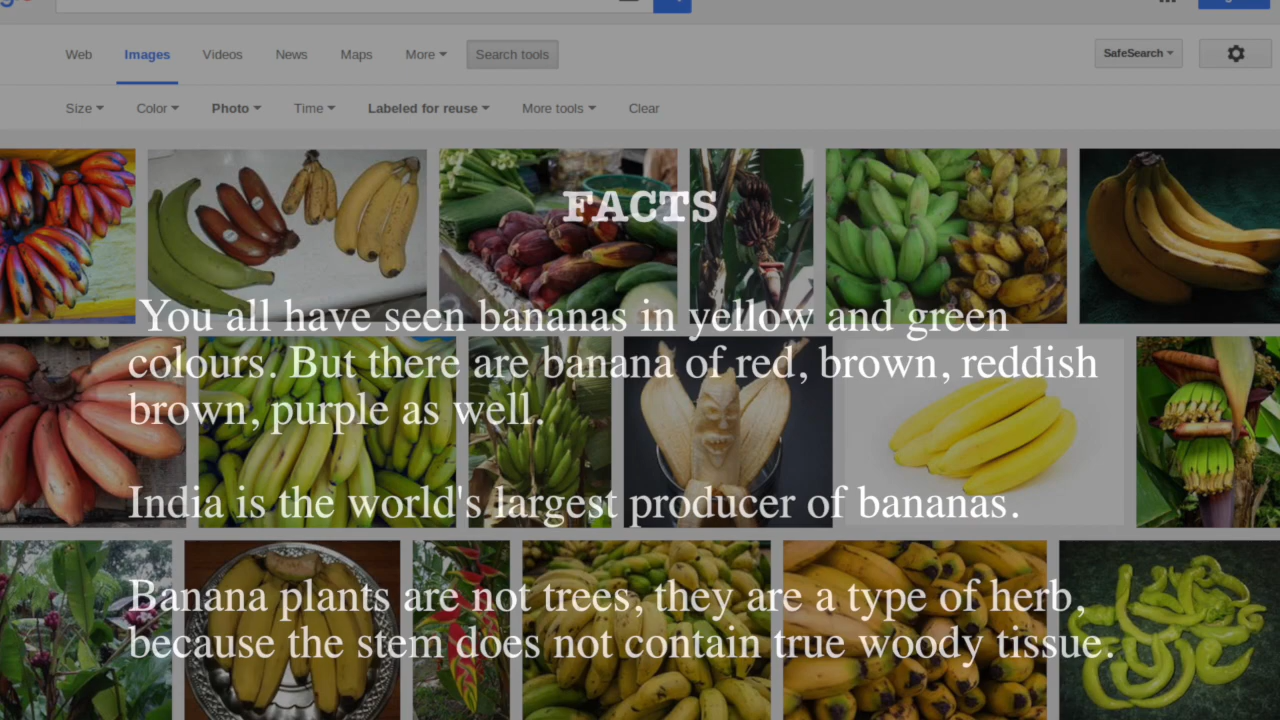 Web Images Videos News Maps More Search tools SafeSearch
Size Color Photo Time Labeled for reuse More tools Clear
FACTS
You all have seen bananas in yellow and green
colours. But there are banana of red, brown, reddish
brown, purple as well.
India is the world's largest producer of bananas.
Banana plants are not trees, they are a type of herb,
because the stem does not contain true woody tissue.